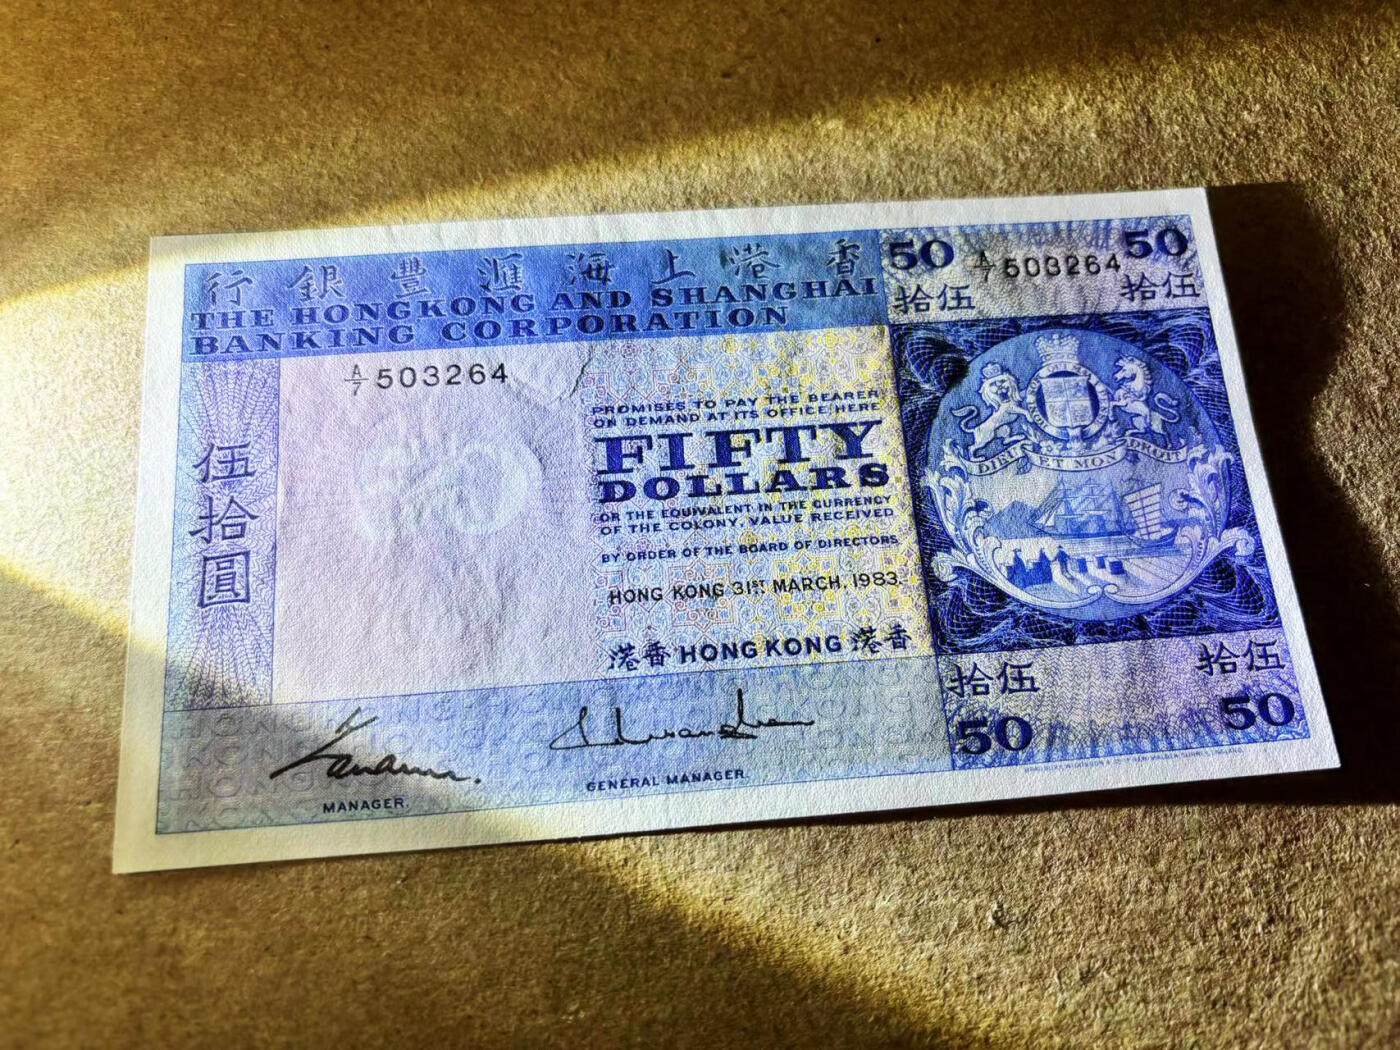 行銀豐滙海上港香
THE HONGKONG AND SHANGHAI
BANKING CORPORATION
A/7 503264
50 A/7 503264 50
拾伍 拾伍
伍拾圓
PROMISES TO PAY THE BEARER
ON DEMAND AT ITS OFFICE HERE
FIFTY
DOLLARS
OR THE EQUIVALENT IN THE CURRENCY
OF THE COLONY, VALUE RECEIVED
BY ORDER OF THE BOARD OF DIRECTORS
HONG KONG 31ST MARCH, 1983.
港香 HONG KONG 港香
DIEU ET MON DROIT
拾伍 拾伍
50 50
MANAGER.
GENERAL MANAGER